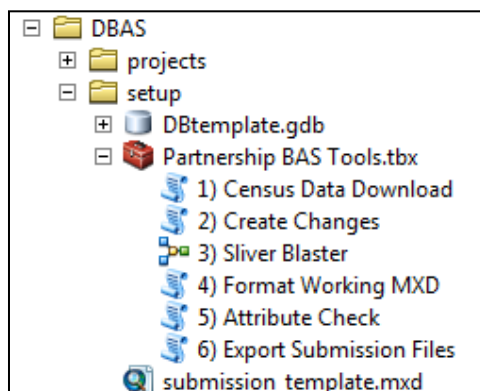 DBAS
projects
setup
DBtemplate.gdb
Partnership BAS Tools.tbx
1) Census Data Download
2) Create Changes
3) Sliver Blaster
4) Format Working MXD
5) Attribute Check
6) Export Submission Files
submission_template.mxd